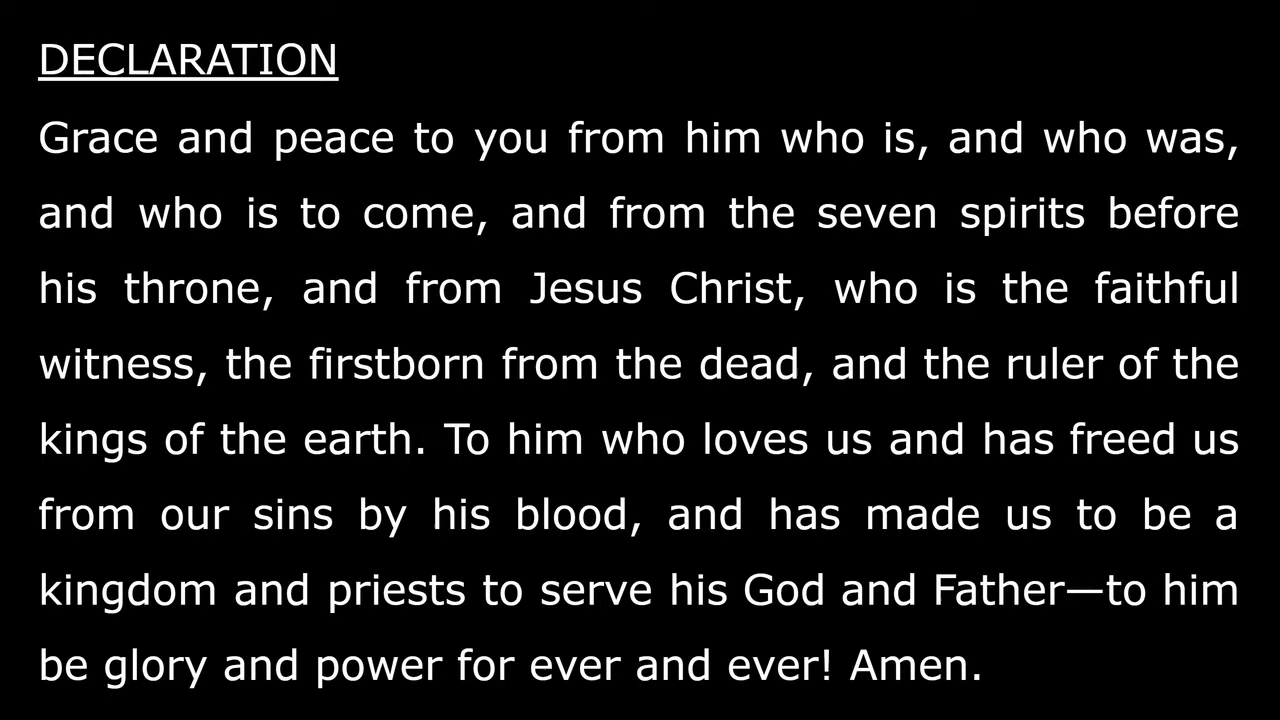 DECLARATION
Grace and peace to you from him who is, and who was,
and who is to come, and from the seven spirits before
his throne, and from Jesus Christ, who is the faithful
witness, the firstborn from the dead, and the ruler of the
kings of the earth. To him who loves us and has freed us
from our sins by his blood, and has made us to be a
kingdom and priests to serve his God and Father—to him
be glory and power for ever and ever! Amen.